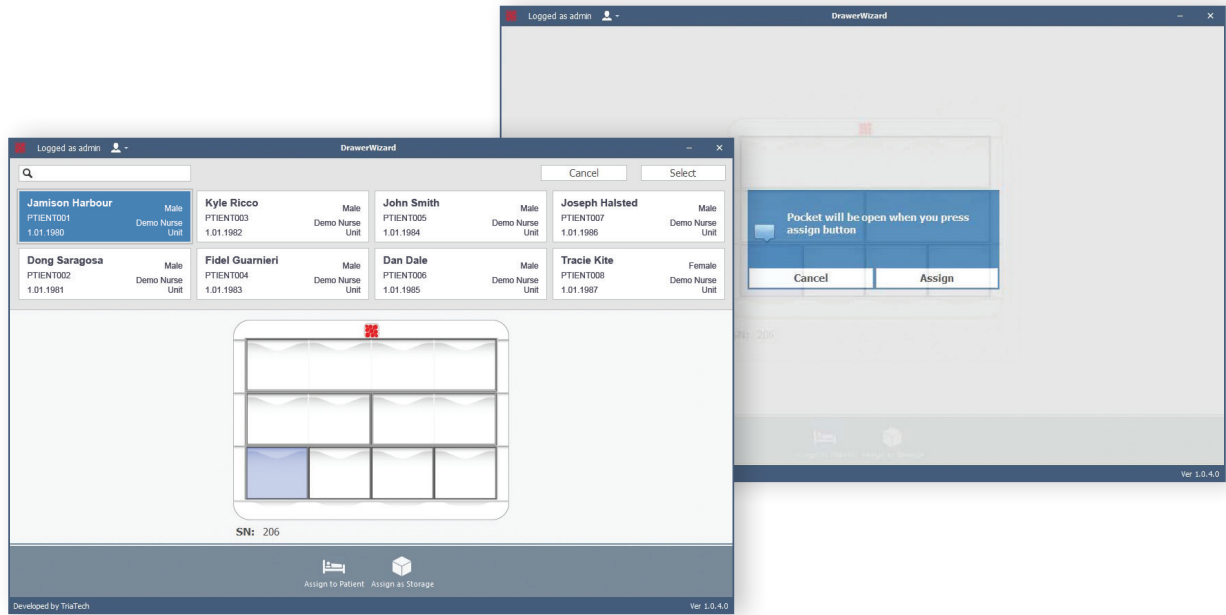 Logged as admin
DrawerWizard
Pocket will be open when you press
assign button
Cancel
Assign
SN: 206
Assign to Patient Assign as Storage
Ver 1.0.4.0
Logged as admin
DrawerWizard
Cancel
Select
Jamison Harbour
Male
PTIENT001
Demo Nurse
1.01.1980
Unit
Kyle Ricco
Male
PTIENT003
Demo Nurse
1.01.1982
Unit
John Smith
Male
PTIENT005
Demo Nurse
1.01.1984
Unit
Joseph Halsted
Male
PTIENT007
Demo Nurse
1.01.1986
Unit
Dong Saragosa
Male
PTIENT002
Demo Nurse
1.01.1981
Unit
Fidel Guarnieri
Male
PTIENT004
Demo Nurse
1.01.1983
Unit
Dan Dale
Male
PTIENT006
Demo Nurse
1.01.1985
Unit
Tracie Kite
Female
PTIENT008
Demo Nurse
1.01.1987
Unit
SN: 206
Assign to Patient Assign as Storage
Developed by TriaTech
Ver 1.0.4.0